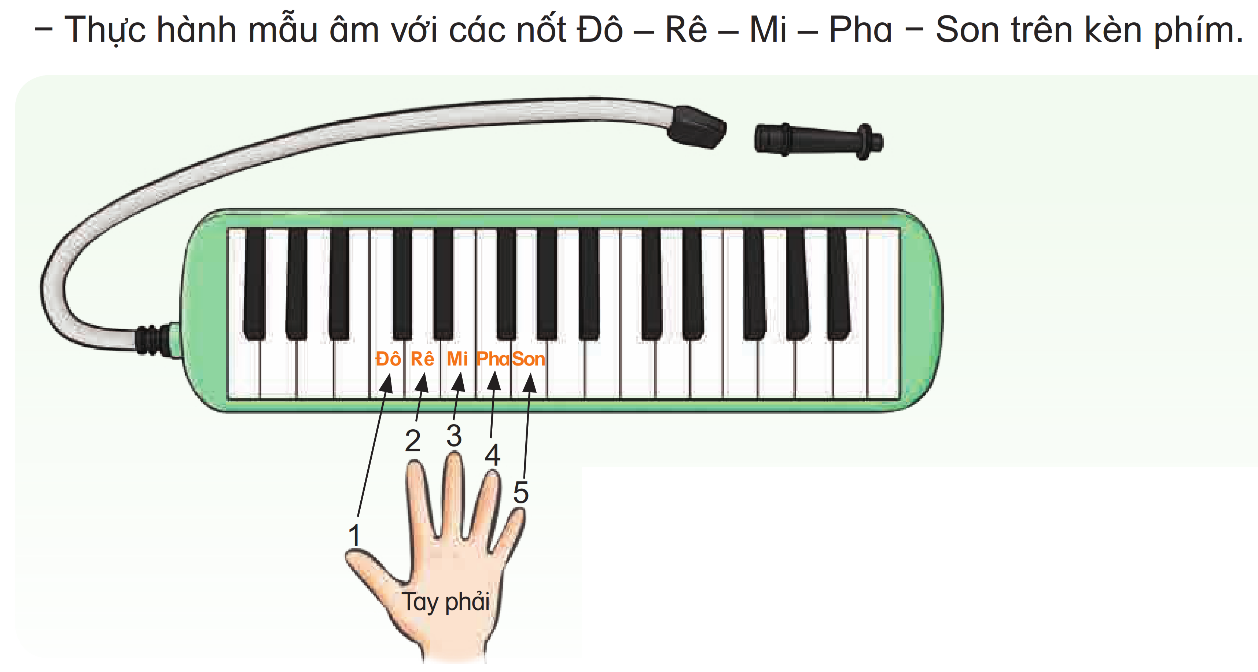 – Thực hành mẫu âm với các nốt Đô – Rê – Mi – Pha – Son trên kèn phím.
Đô Rê Mi Pha Son
1 2 3 4 5
Tay phải